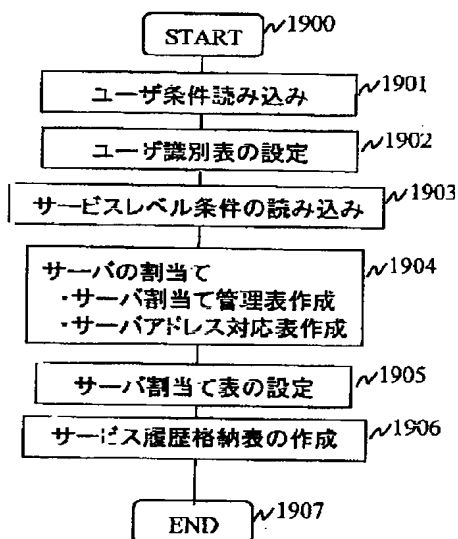 START
1900
ユーザ条件読み込み
1901
ユーザ識別表の設定
1902
サービスレベル条件の読み込み
1903
サーバの割当て
・サーバ割当て管理表作成
・サーバアドレス対応表作成
1904
サーバ割当て表の設定
1905
サービス履歴格納表の作成
1906
END
1907